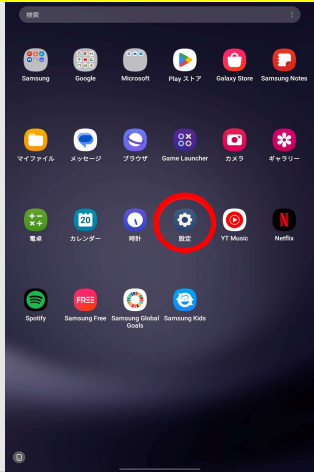 検索
Samsung
Google
Microsoft
Play ストア
Galaxy Store
Samsung Notes
マイファイル
メッセージ
ブラウザ
Game Launcher
カメラ
ギャラリー
電卓
20
カレンダー
時計
設定
YT Music
N
Netflix
Spotify
FREE
Samsung Free
Samsung Global
Goals
Samsung Kids